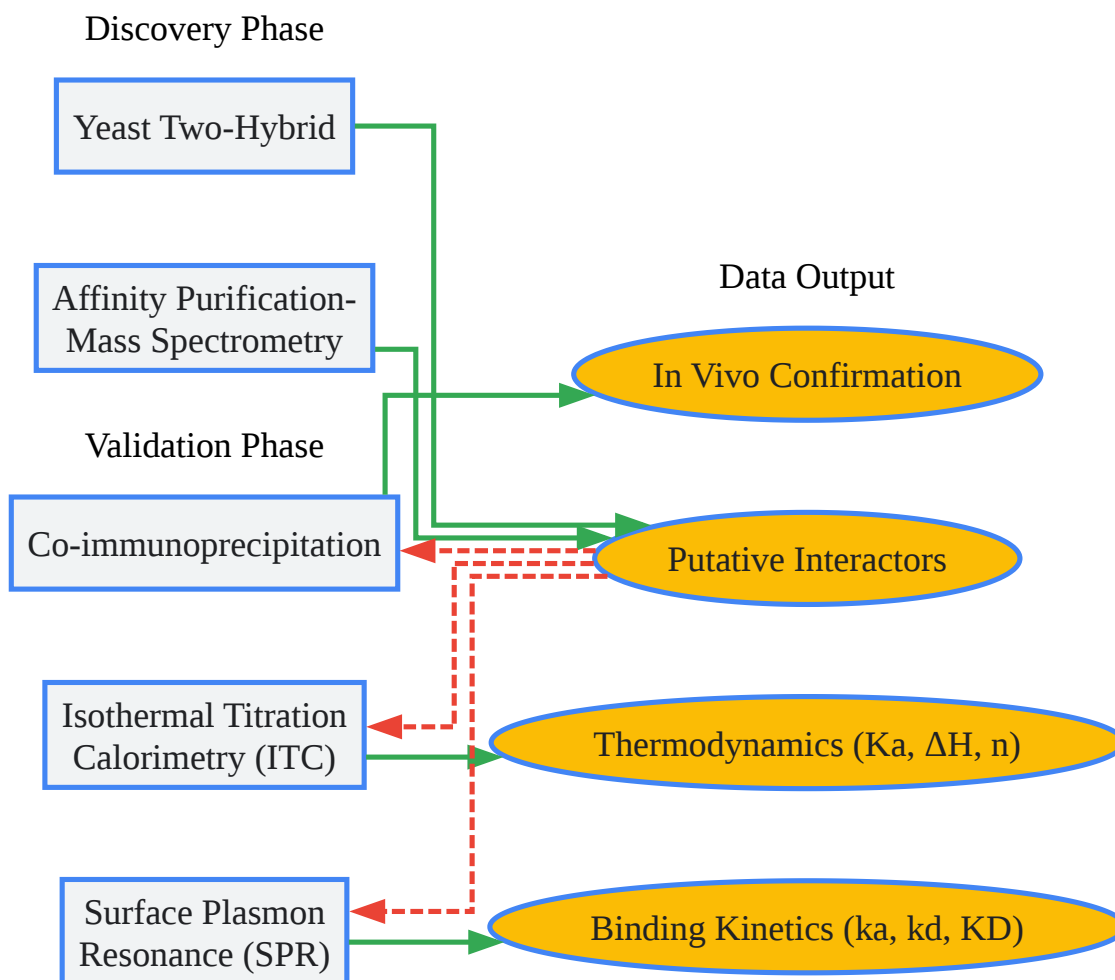 Discovery Phase
Yeast Two-Hybrid
Affinity Purification-
Mass Spectrometry
Data Output
In Vivo Confirmation
Validation Phase
Co-immunoprecipitation
Putative Interactors
Isothermal Titration
Calorimetry (ITC)
Thermodynamics (Ka, ΔH, n)
Surface Plasmon
Resonance (SPR)
Binding Kinetics (ka, kd, KD)